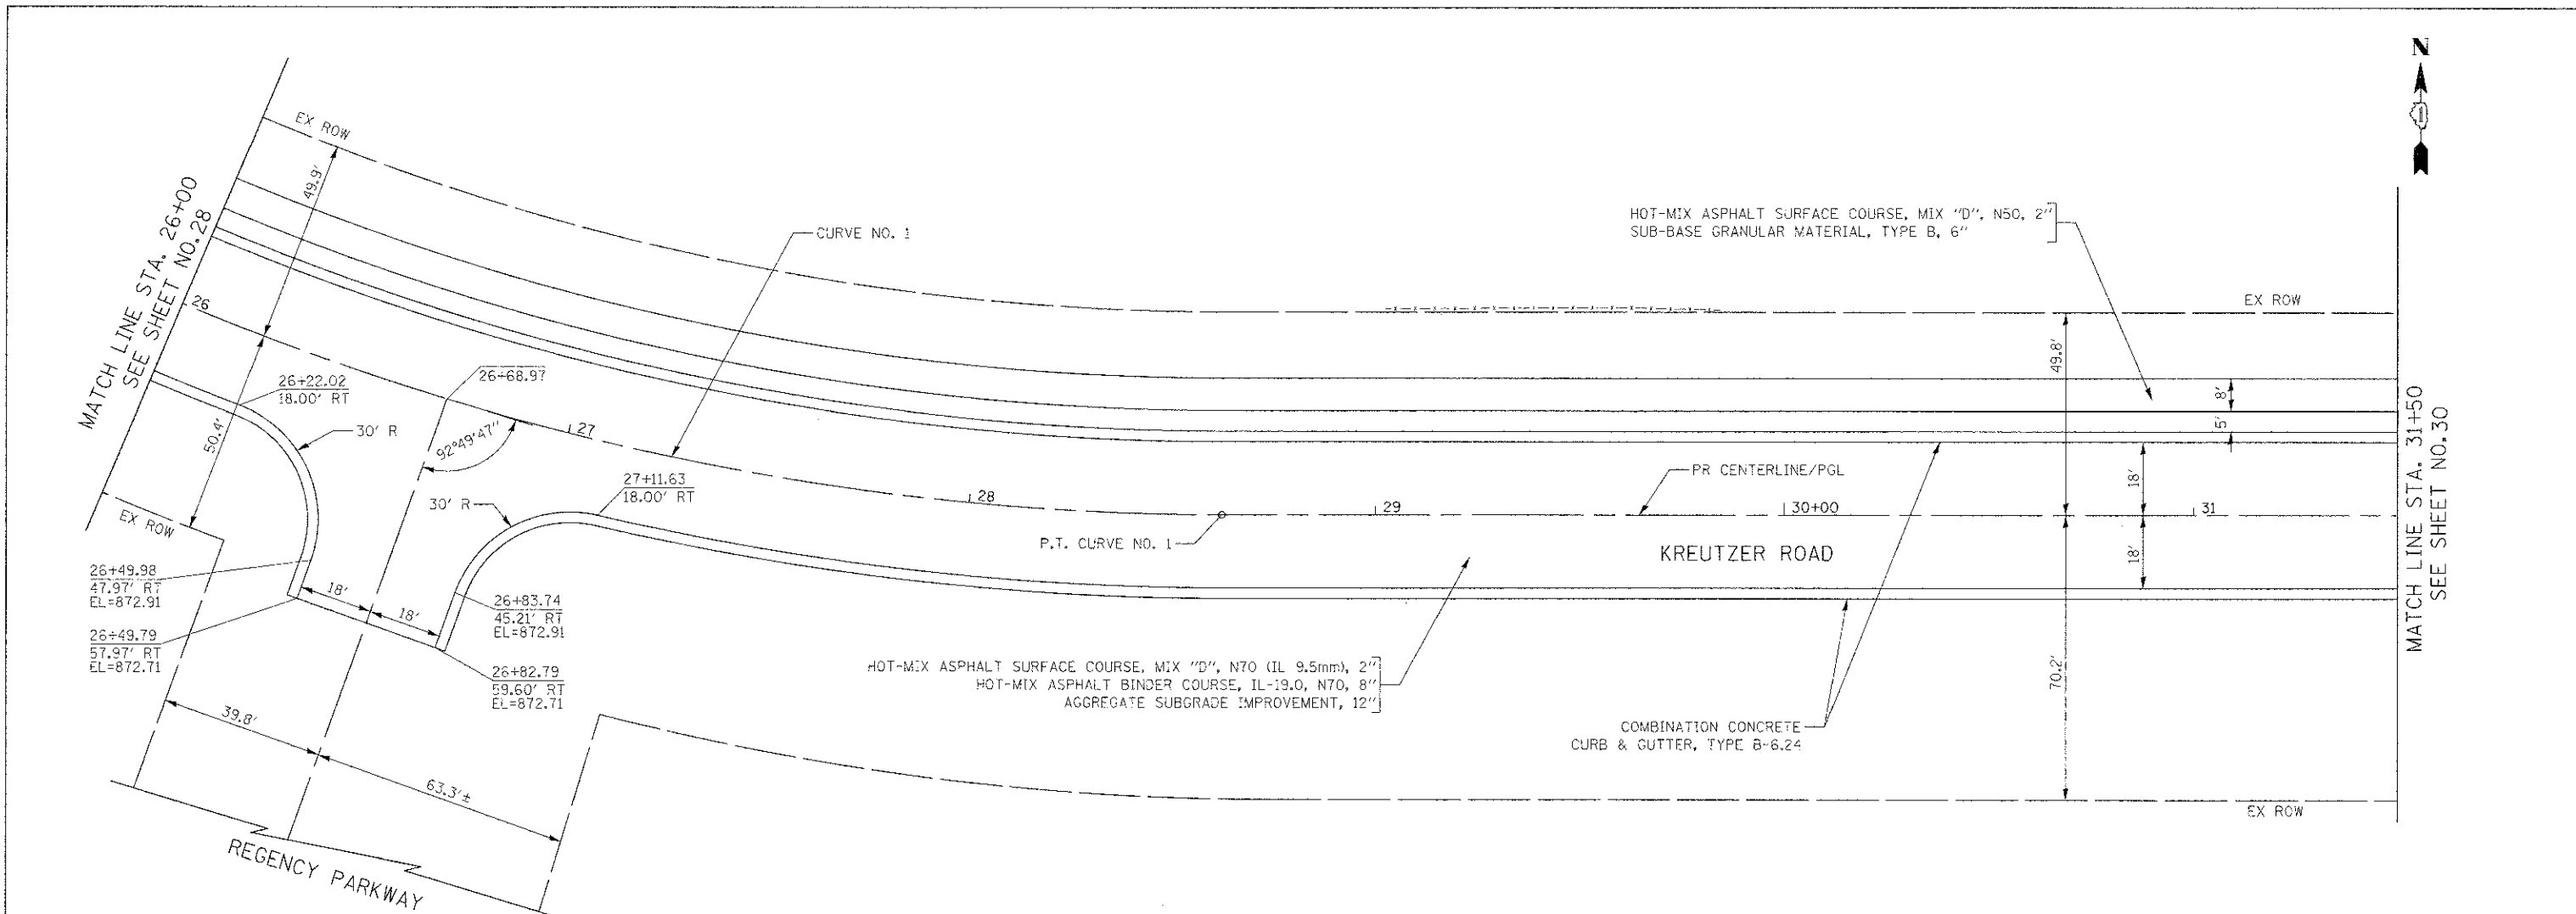 N
EX ROW
49.9'
MATCH LINE STA. 26+00
SEE SHEET NO.28
CURVE NO. 1
HOT-MIX ASPHALT SURFACE COURSE, MIX "D", N50, 2"
SUB-BASE GRANULAR MATERIAL, TYPE B, 6"
EX ROW
26
49.8'
8'
5'
26+68.97
26+22.02
18.00' RT
30' R
50.4'
92°49'47"
27
27+11.63
18.00' RT
30' R
28
29
PR CENTERLINE/PGL
30+00
31
18'
18'
MATCH LINE STA. 31+50
SEE SHEET NO.30
EX ROW
P.T. CURVE NO. 1
KREUTZER ROAD
26+49.98
47.97' RT
EL=872.91
18'
18'
26+83.74
45.21' RT
EL=872.91
26+49.79
57.97' RT
EL=872.71
26+82.79
59.60' RT
EL=872.71
HOT-MIX ASPHALT SURFACE COURSE, MIX "D", N70 (IL 9.5mm), 2"
HOT-MIX ASPHALT BINDER COURSE, IL-19.0, N70, 8"
AGGREGATE SUBGRADE IMPROVEMENT, 12"
70.2'
39.8'
63.3'±
COMBINATION CONCRETE
CURB & GUTTER, TYPE B-6.24
EX ROW
REGENCY PARKWAY